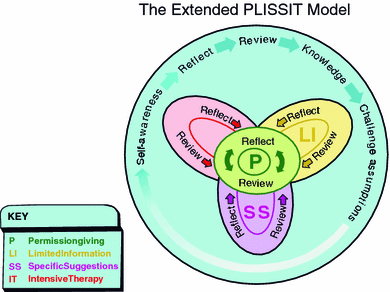 The Extended PLISSIT Model
Self-awareness
Reflect
Review
Knowledge
Challenge assumptions
Reflect
Review
Reflect
LI
Review
Reflect
P
Review
Reflect
SS
Review
KEY
P Permissiongiving
LI LimitedInformation
SS SpecificSuggestions
IT IntensiveTherapy